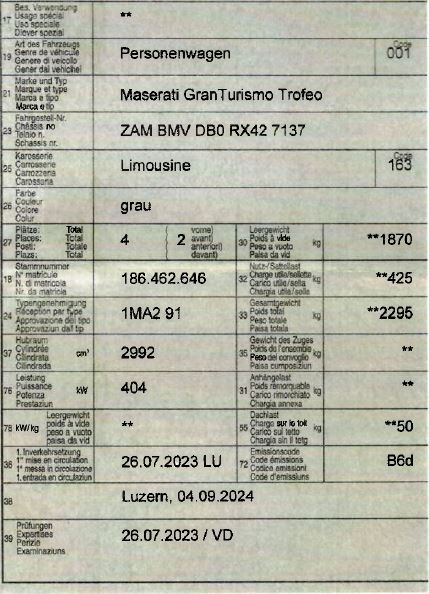 17 Bes. Verwendung
Usage spécial
Uso speciale
Diever spezial
**
19 Art des Fahrzeugs
Genre de véhicule
Genere di veicolo
Gener dal vehichel
Personenwagen
Code
001
21 Marke und Typ
Marque et type
Marca e tipo
Marca e tip
Maserati GranTurismo Trofeo
23 Fahrgestell-Nr.
Châssis no
Telaio n.
Schassis nr.
ZAM BMV DB0 RX42 7137
25 Karosserie
Carrosserie
Carrozzeria
Carossaria
Limousine
Code
163
26 Farbe
Couleur
Colore
Colur
grau
27 Plätze: Total
Places: Total
Posti: Totale
Plazs: Total
4
( 2 vorne)
avant)
anteriori)
davant)
30 Leergewicht
Poids à vide
Peso a vuoto
Paisa da vid
kg
**1870
18 Stammnummer
N° matricule
N. di matricola
Nr. da matricla
186.462.646
32 Nutz-/Sattellast
Charge utile/sellette
Carico utile/sella
Chargia utila/sella
kg
**425
24 Typengenehmigung
Réception par type
Approvazione del tipo
Approvaziun dal tip
1MA2 91
33 Gesamtgewicht
Poids total
Peso totale
Paisa totala
kg
**2295
37 Hubraum
Cylindrée
Cilindrata
Cilindrada
cm³
2992
35 Gewicht des Zuges
Poids de l'ensemble
Peso del convoglio
Paisa cumposiziun
kg
**
76 Leistung
Puissance
Potenza
Prestaziun
kW
404
31 Anhängelast
Poids remorquable
Carico rimorchiato
Chargia annexa
kg
**
78 kW/kg
Leergewicht
poids à vide
peso a vuoto
paisa da vid
**
55 Dachlast
Charge sur le toit
Carico sul tetto
Chargia sin il tetg
kg
**50
36 1. Inverkehrsetzung
1re mise en circulation
1a messa in circolazione
1. entrada en circulaziun
26.07.2023 LU
72 Emissionscode
Code émissions
Codice emissioni
Code d'emissiuns
B6d
38
Luzern, 04.09.2024
39 Prüfungen
Expertises
Perizie
Examinaziuns
26.07.2023 / VD